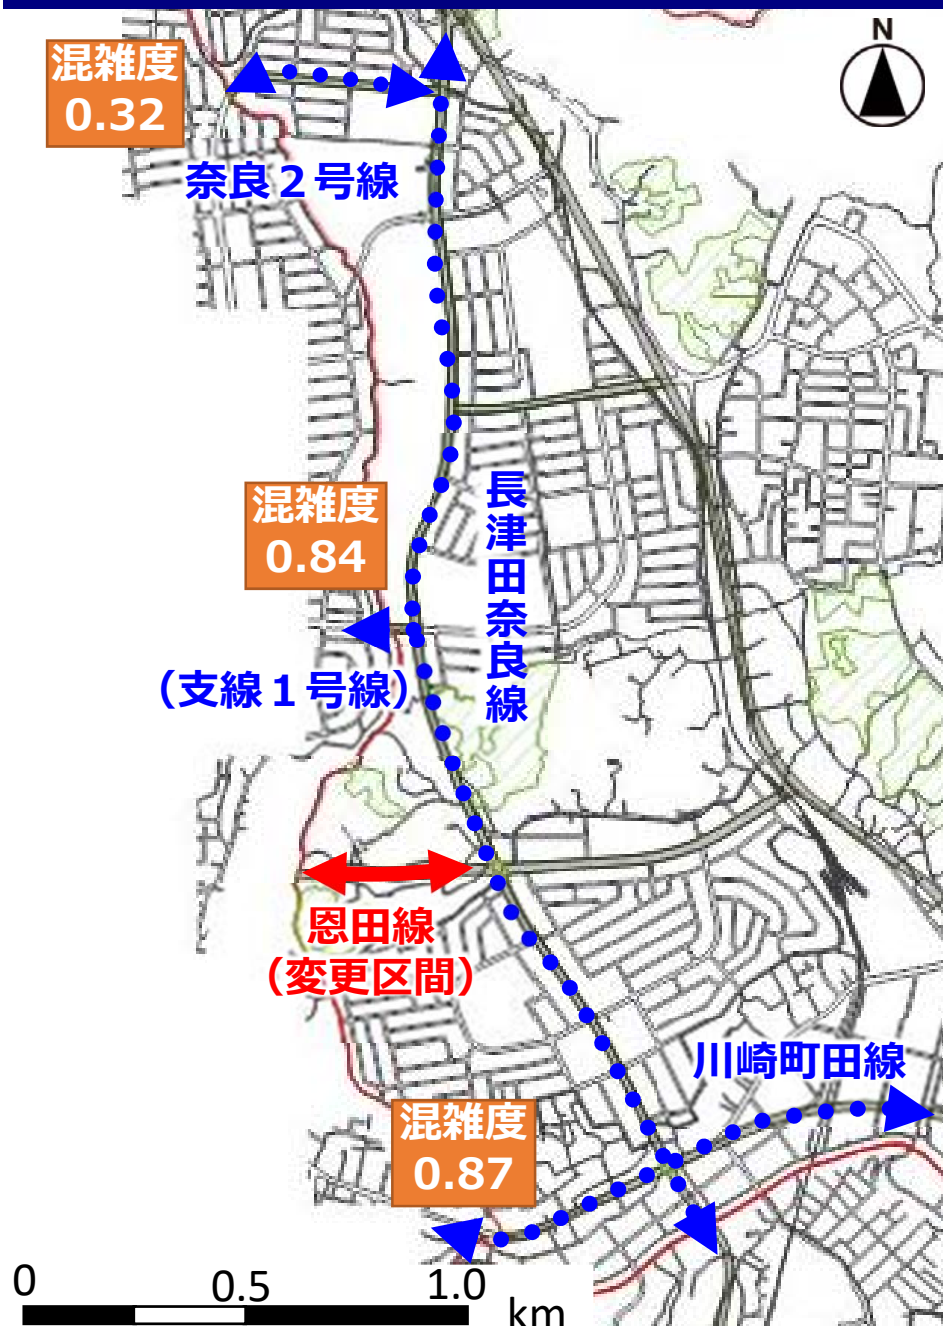 N
混雑度
0.32
奈良２号線
混雑度
0.84
長津田奈良線
（支線１号線）
恩田線
（変更区間）
川崎町田線
混雑度
0.87
0 0.5 1.0 km